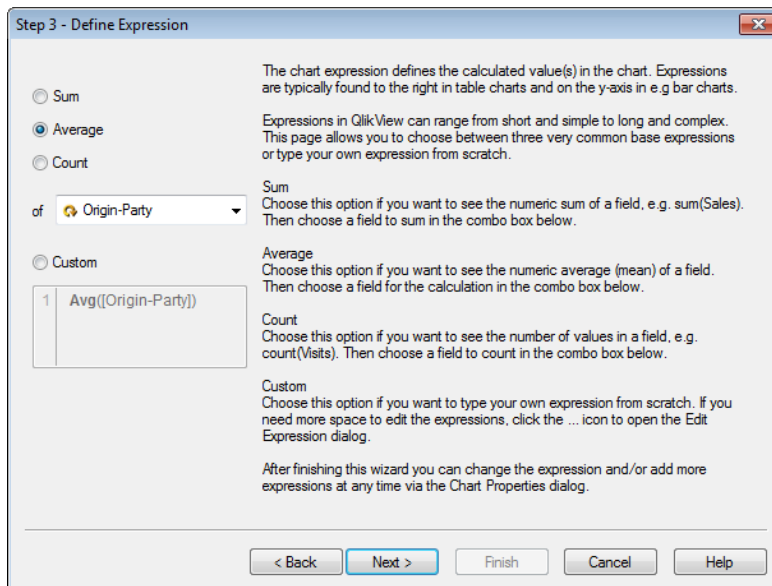 Step 3 - Define Expression
Sum
Average
Count
of Origin-Party
Custom
1 Avg([Origin-Party])
The chart expression defines the calculated value(s) in the chart. Expressions
are typically found to the right in table charts and on the y-axis in e.g bar charts.
Expressions in QlikView can range from short and simple to long and complex.
This page allows you to choose between three very common base expressions
or type your own expression from scratch.
Sum
Choose this option if you want to see the numeric sum of a field, e.g. sum(Sales).
Then choose a field to sum in the combo box below.
Average
Choose this option if you want to see the numeric average (mean) of a field.
Then choose a field for the calculation in the combo box below.
Count
Choose this option if you want to see the number of values in a field, e.g.
count(Visits). Then choose a field to count in the combo box below.
Custom
Choose this option if you want to type your own expression from scratch. If you
need more space to edit the expressions, click the ... icon to open the Edit
Expression dialog.
After finishing this wizard you can change the expression and/or add more
expressions at any time via the Chart Properties dialog.
< Back Next > Finish Cancel Help